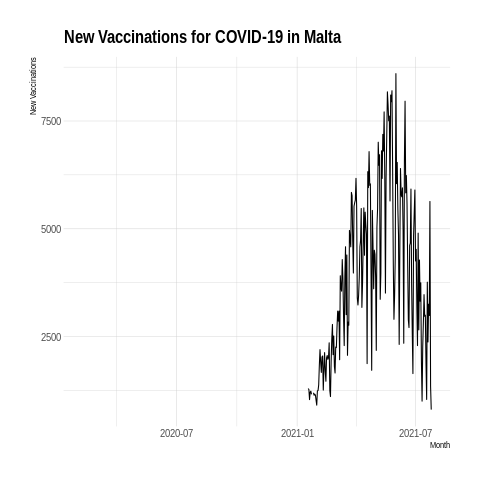 New Vaccinations for COVID-19 in Malta
New Vaccinations
7500
5000
2500
2020-07 2021-01 2021-07
Month